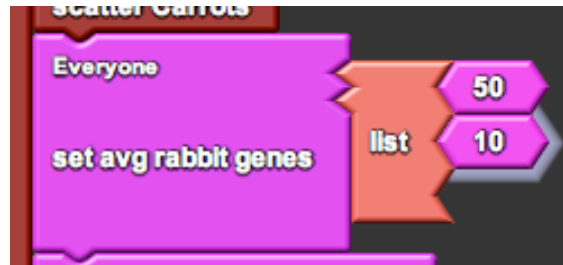 scatter Carrots
Everyone
50
set avg rabbit genes
list
10